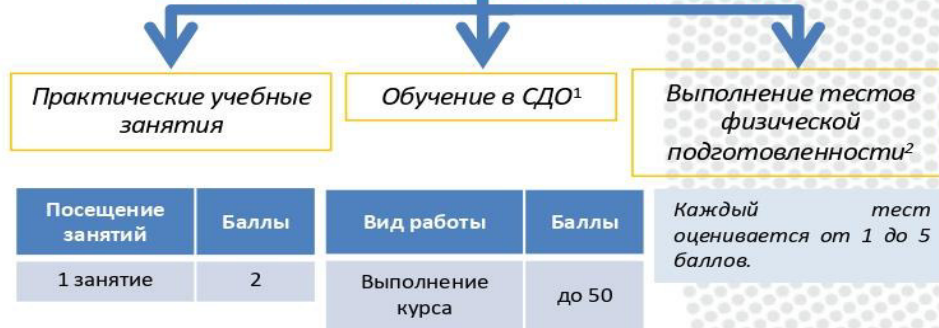 Практические учебные
занятия
Обучение в СДО¹
Выполнение тестов
физической
подготовленности²
Посещение
занятий
Баллы
1 занятие
2
Вид работы
Баллы
Выполнение
курса
до 50
Каждый тест
оценивается от 1 до 5
баллов.